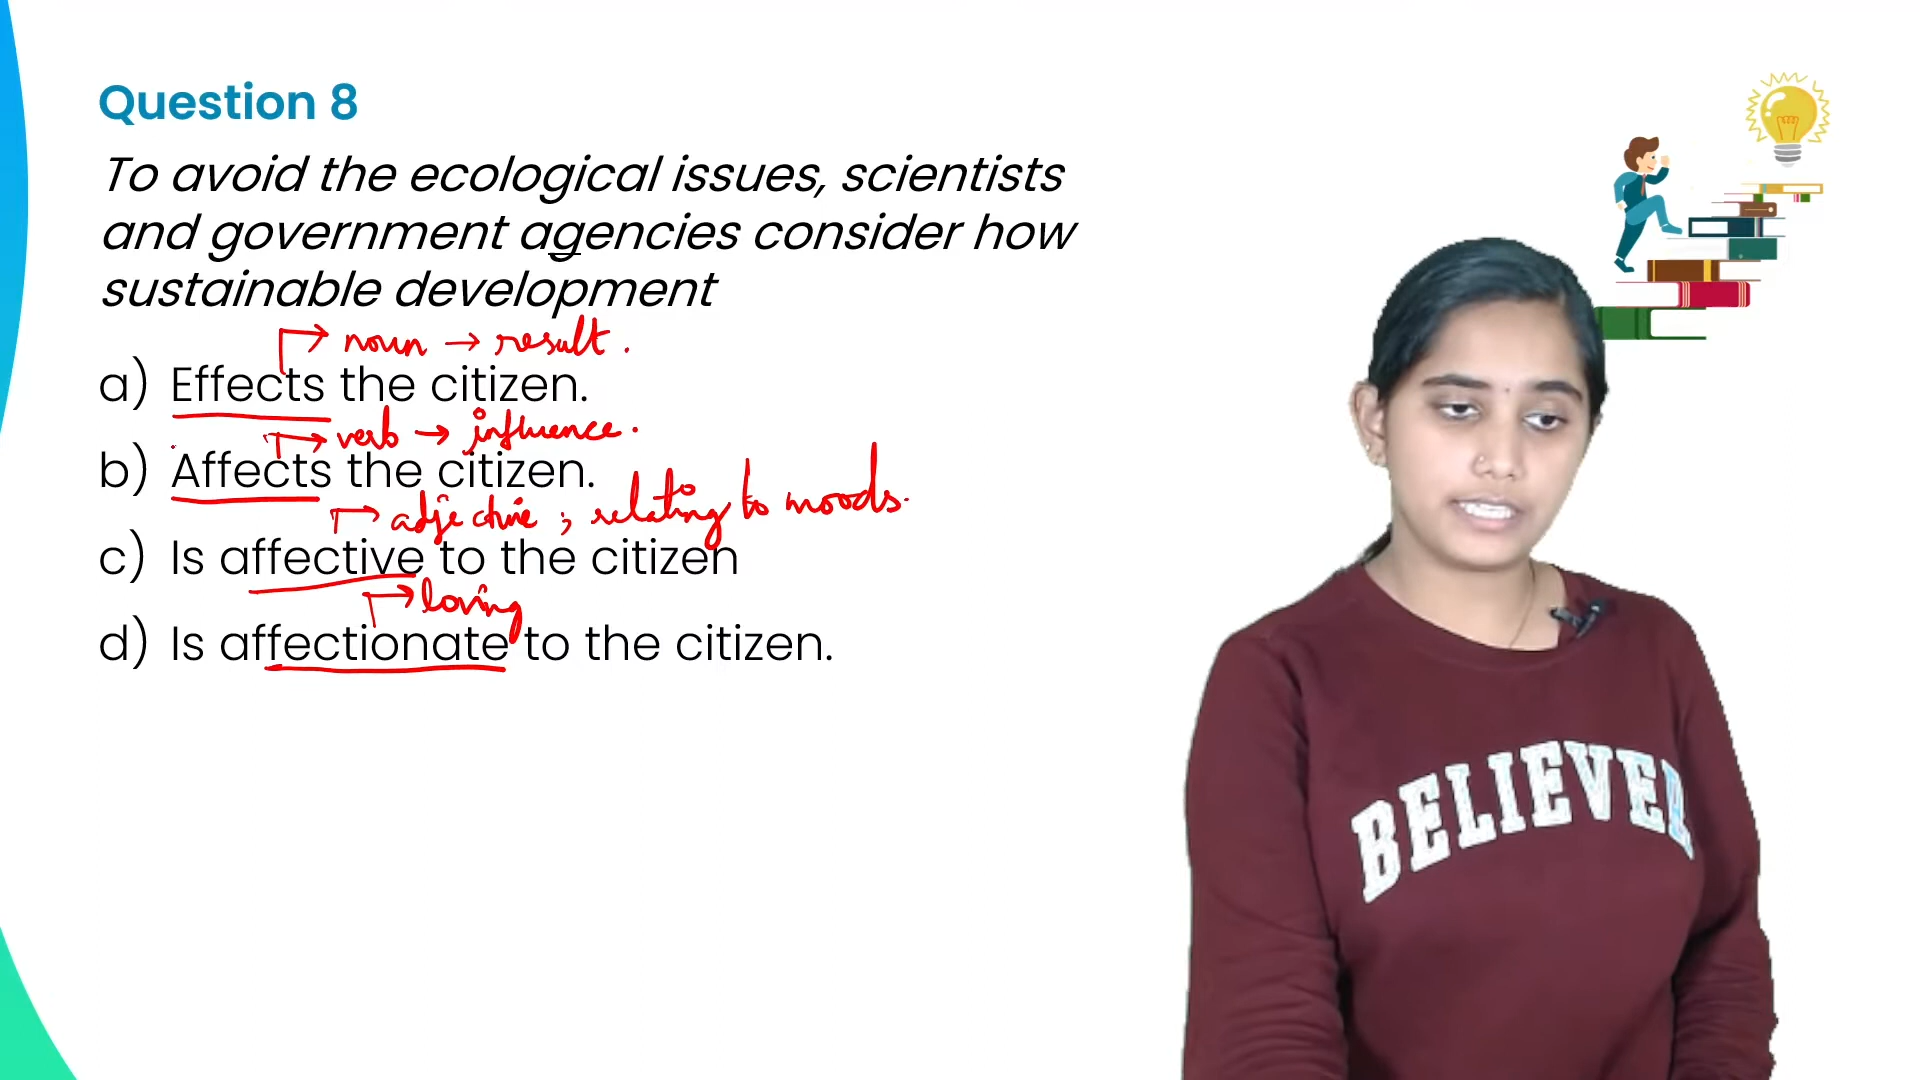 Question 8
To avoid the ecological issues, scientists
and government agencies consider how
sustainable development
noun → result.
a) Effects the citizen.
verb → influence.
b) Affects the citizen.
adjective ; relating to moods.
c) Is affective to the citizen
loving
d) Is affectionate to the citizen.
BELIEVER